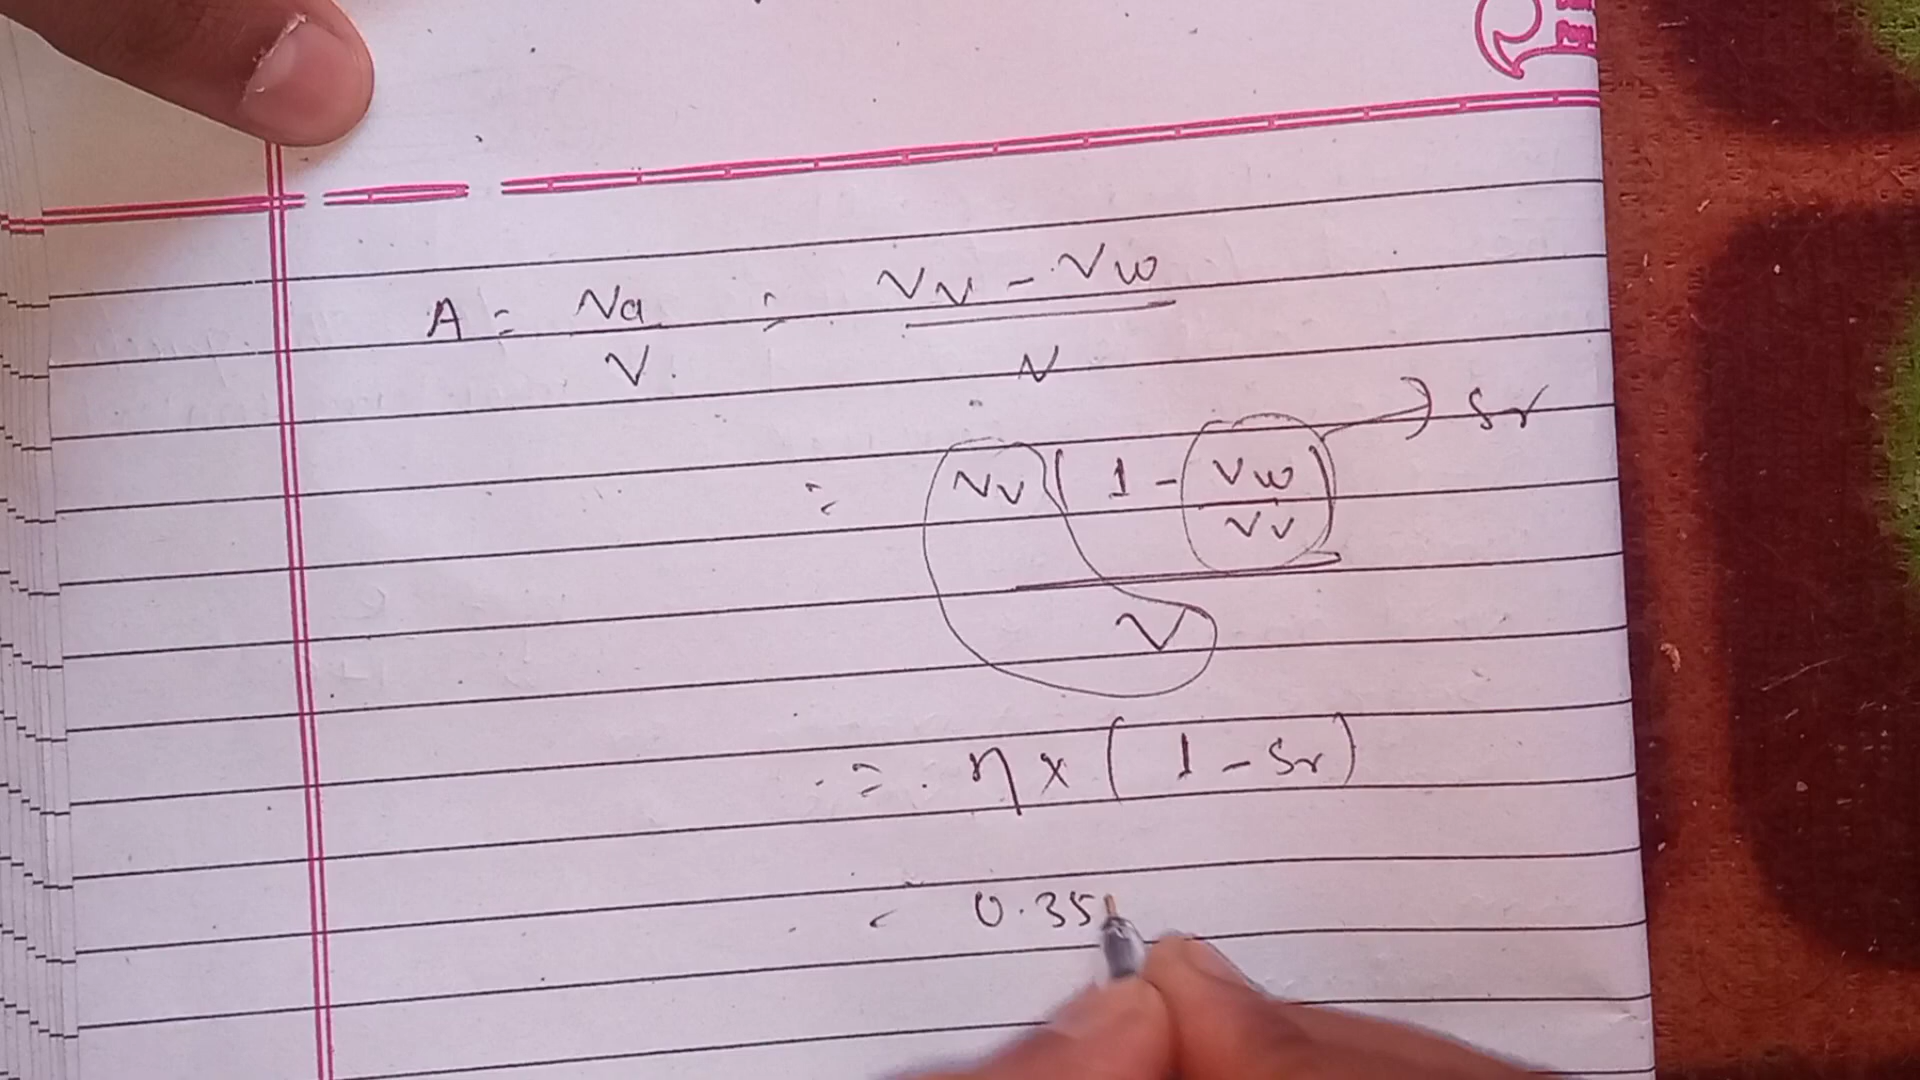 A = Va / V = Vv - Vw / V
= Vv ( 1 - Vw / Vv ) / V → Sr
= η x ( 1 - Sr )
= 0.35